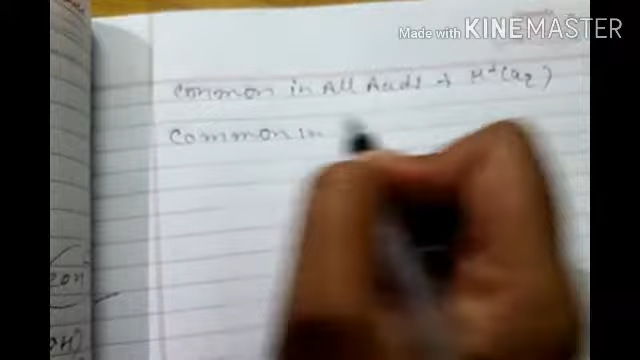 Made with KINEMASTER
Common in All Acids → H⁺(aq)
Common in